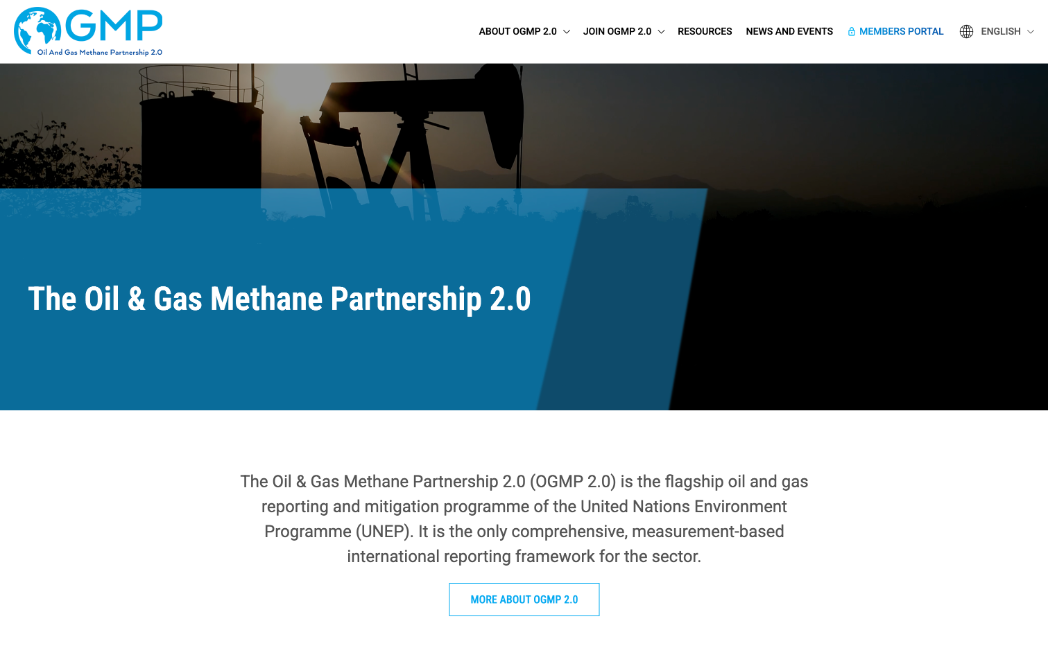 OGMP
Oil And Gas Methane Partnership 2.0
ABOUT OGMP 2.0
JOIN OGMP 2.0
RESOURCES
NEWS AND EVENTS
MEMBERS PORTAL
ENGLISH
The Oil & Gas Methane Partnership 2.0
The Oil & Gas Methane Partnership 2.0 (OGMP 2.0) is the flagship oil and gas
reporting and mitigation programme of the United Nations Environment
Programme (UNEP). It is the only comprehensive, measurement-based
international reporting framework for the sector.
MORE ABOUT OGMP 2.0